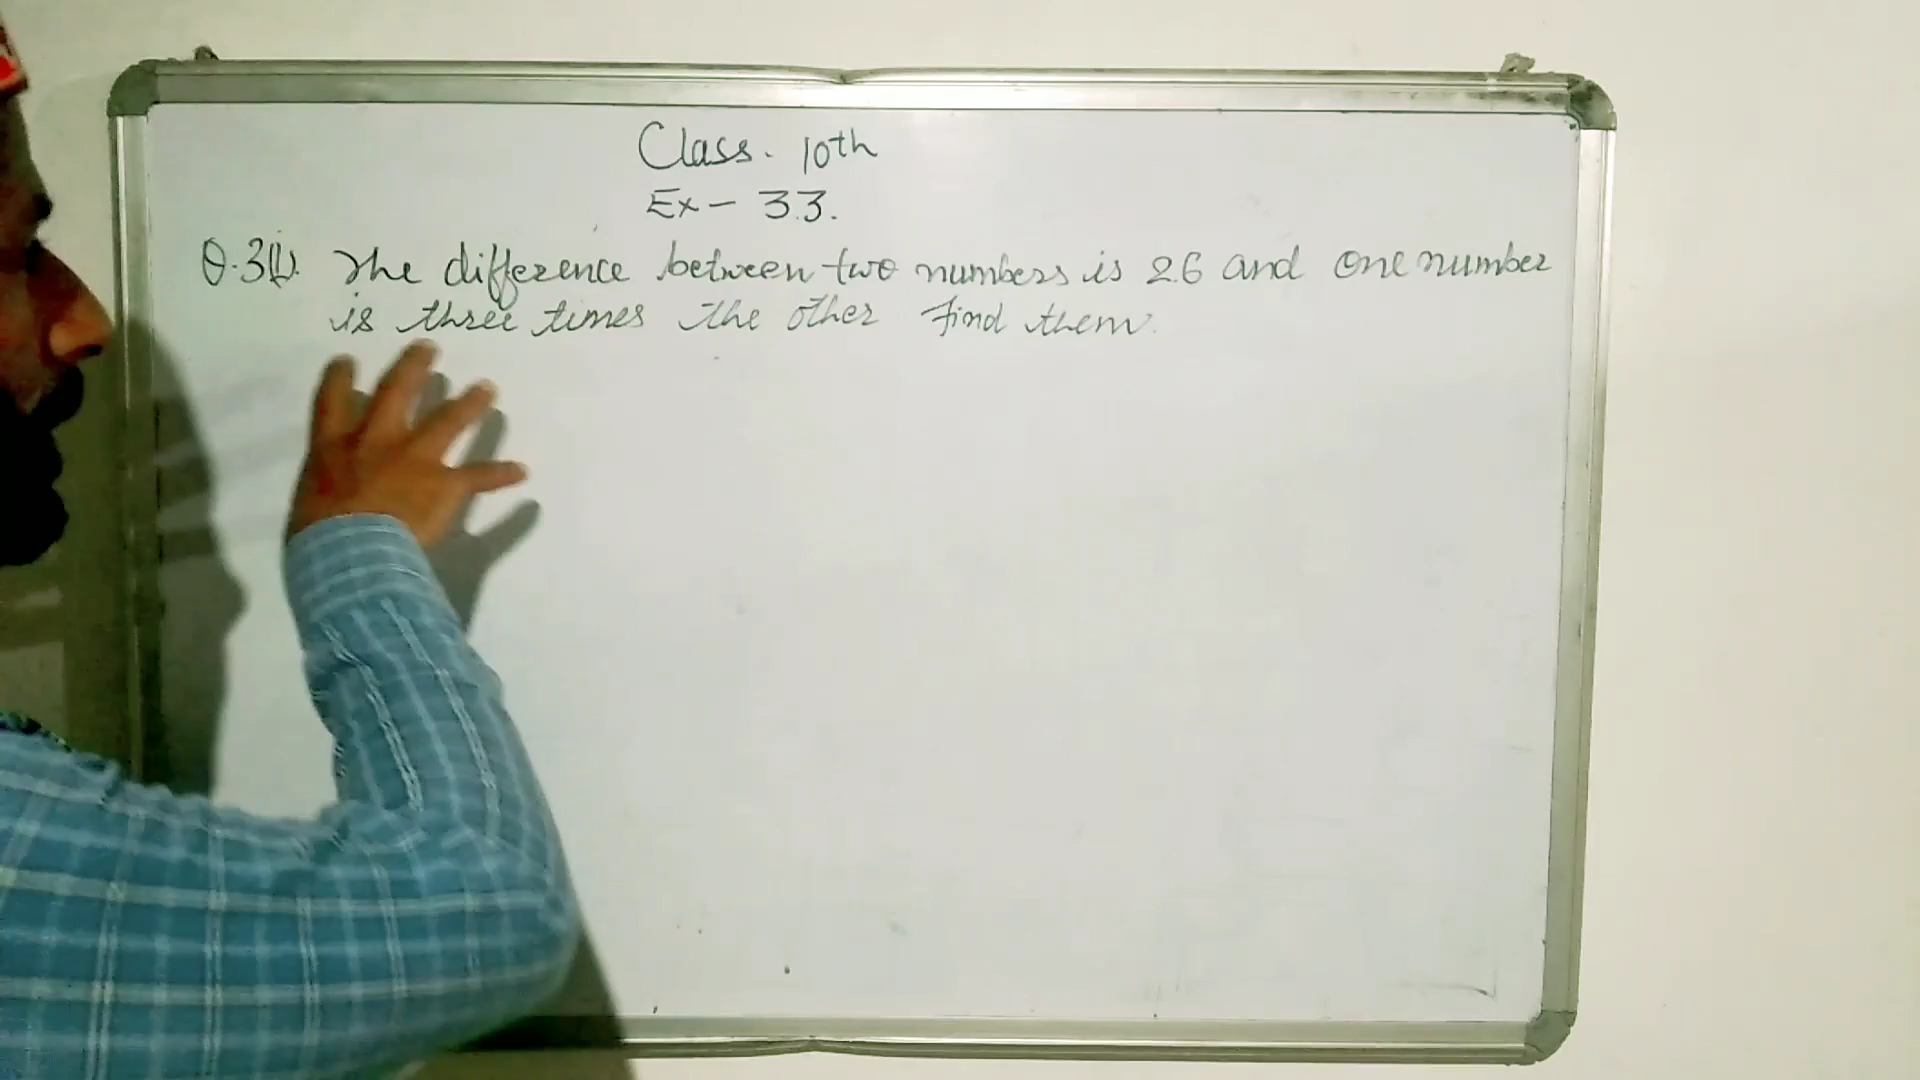 Class. 10th
Ex - 3.3.
Q.3(i). The difference between two numbers is 26 and one number
is three times the other find them.